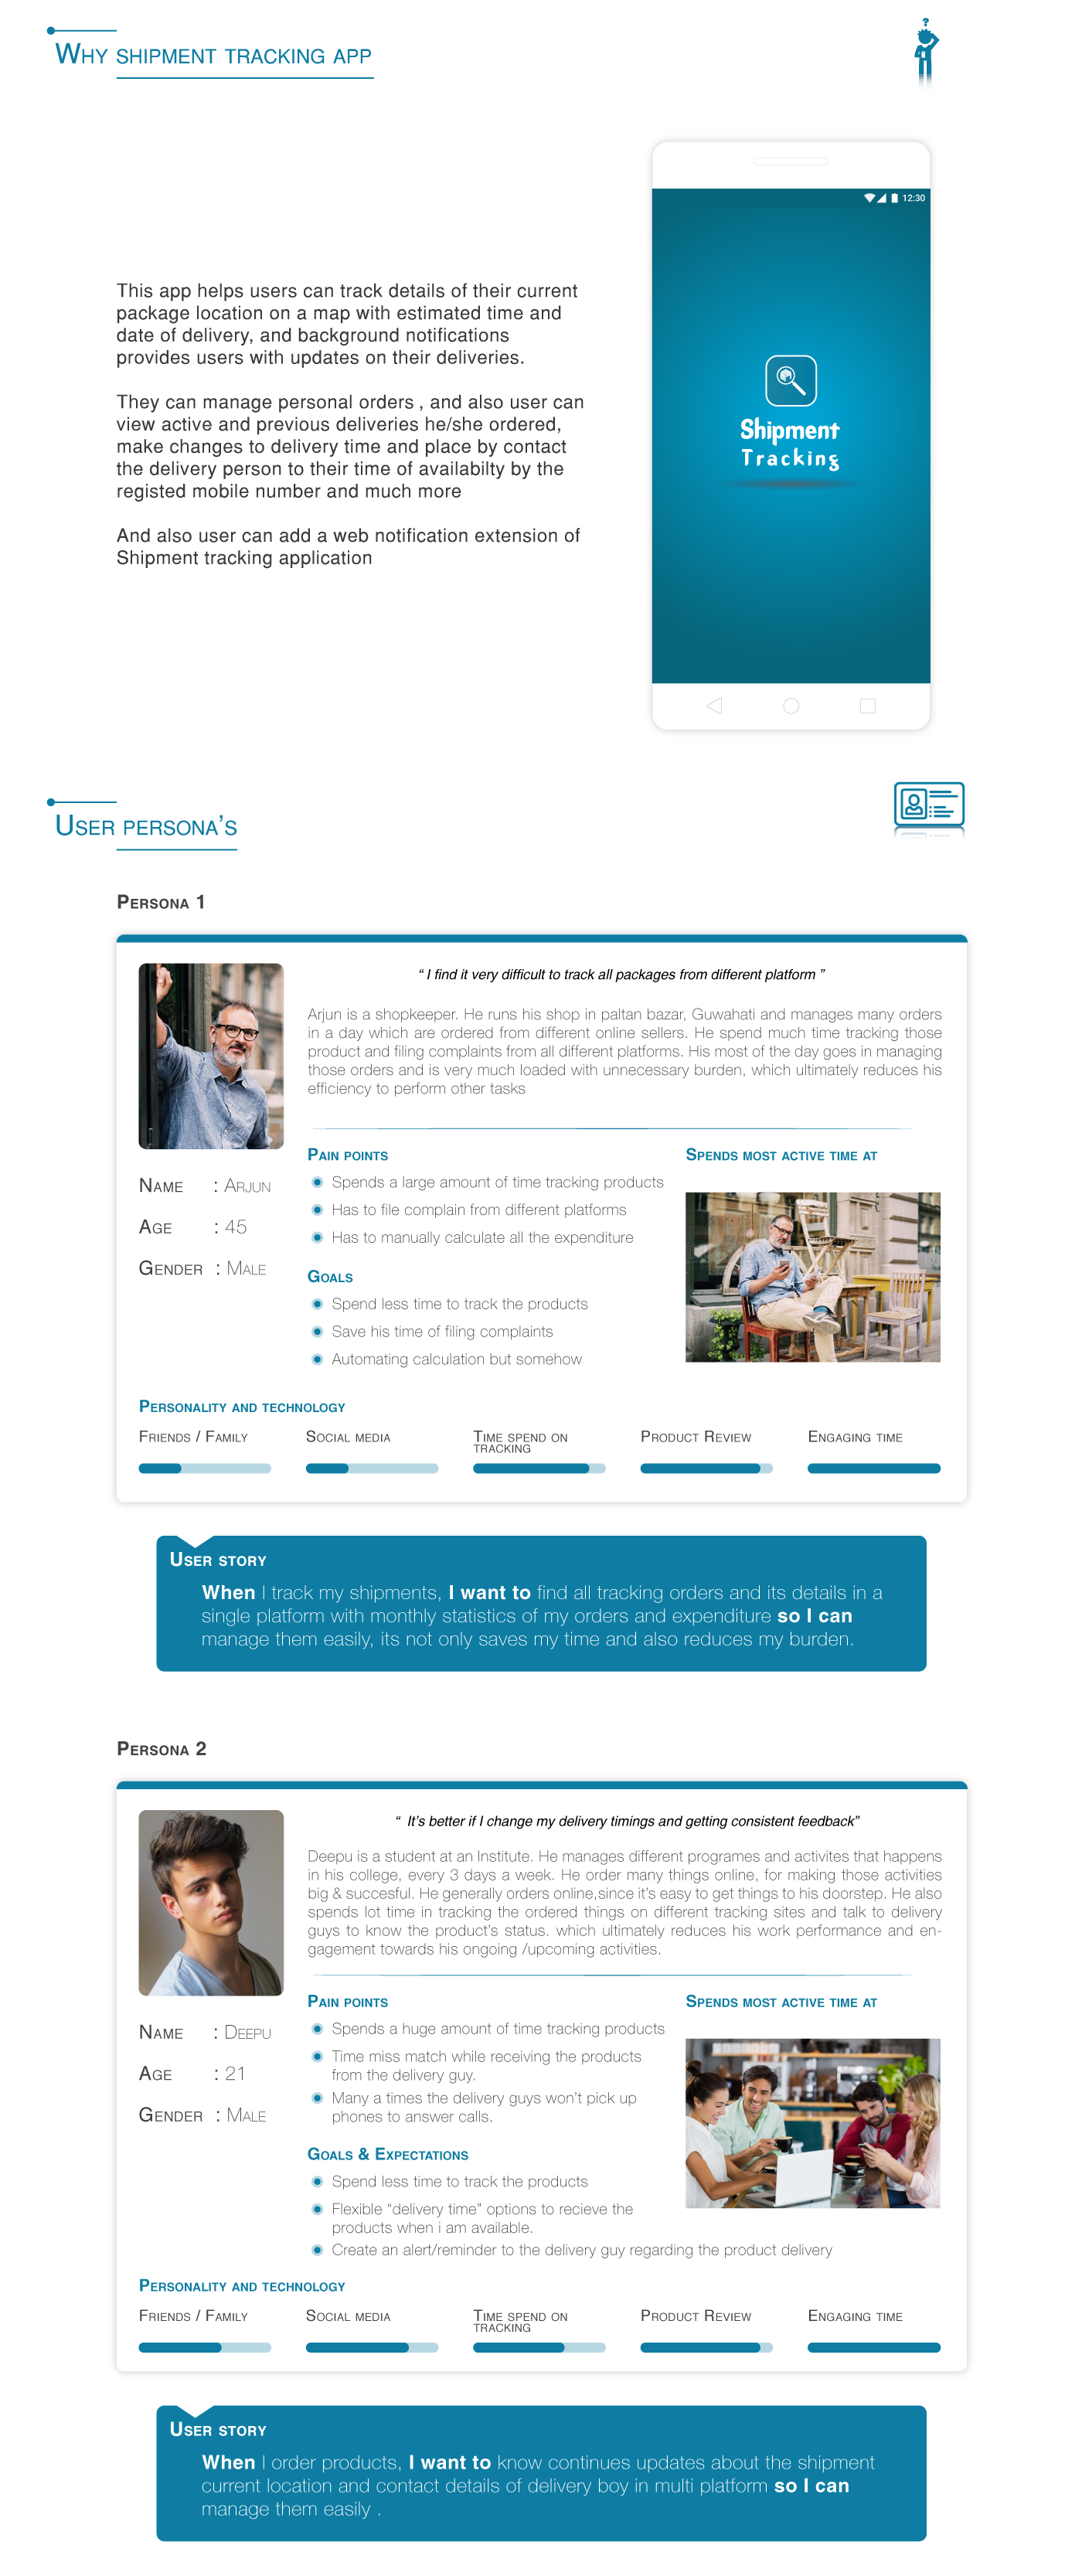 ?
Why shipment tracking app
12:30
Shipment
Tracking
This app helps users can track details of their current
package location on a map with estimated time and
date of delivery, and background notifications
provides users with updates on their deliveries.
They can manage personal orders , and also user can
view active and previous deliveries he/she ordered,
make changes to delivery time and place by contact
the delivery person to their time of availabilty by the
registed mobile number and much more
And also user can add a web notification extension of
Shipment tracking application
User persona's
Persona 1
“ I find it very difficult to track all packages from different platform ”
Arjun is a shopkeeper. He runs his shop in paltan bazar, Guwahati and manages many orders
in a day which are ordered from different online sellers. He spend much time tracking those
product and filing complaints from all different platforms. His most of the day goes in managing
those orders and is very much loaded with unnecessary burden, which ultimately reduces his
efficiency to perform other tasks
Name : Arjun
Age : 45
Gender : Male
Pain points
Spends a large amount of time tracking products
Has to file complain from different platforms
Has to manually calculate all the expenditure
Goals
Spend less time to track the products
Save his time of filing complaints
Automating calculation but somehow
Spends most active time at
Personality and technology
Friends / Family
Social media
Time spend on
tracking
Product Review
Engaging time
User story
When I track my shipments, I want to find all tracking orders and its details in a
single platform with monthly statistics of my orders and expenditure so I can
manage them easily, its not only saves my time and also reduces my burden.
Persona 2
“ It's better if I change my delivery timings and getting consistent feedback”
Deepu is a student at an Institute. He manages different programes and activites that happens
in his college, every 3 days a week. He order many things online, for making those activities
big & succesful. He generally orders online,since it's easy to get things to his doorstep. He also
spends lot time in tracking the ordered things on different tracking sites and talk to delivery
guys to know the product's status. which ultimately reduces his work performance and en-
gagement towards his ongoing /upcoming activities.
Name : Deepu
Age : 21
Gender : Male
Pain points
Spends a huge amount of time tracking products
Time miss match while receiving the products
from the delivery guy.
Many a times the delivery guys won't pick up
phones to answer calls.
Goals & Expectations
Spend less time to track the products
Flexible “delivery time” options to recieve the
products when i am available.
Create an alert/reminder to the delivery guy regarding the product delivery
Spends most active time at
Personality and technology
Friends / Family
Social media
Time spend on
tracking
Product Review
Engaging time
User story
When I order products, I want to know continues updates about the shipment
current location and contact details of delivery boy in multi platform so I can
manage them easily .